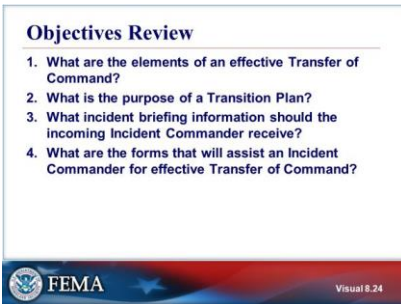 Objectives Review
1. What are the elements of an effective Transfer of
Command?
2. What is the purpose of a Transition Plan?
3. What incident briefing information should the
incoming Incident Commander receive?
4. What are the forms that will assist an Incident
Commander for effective Transfer of Command?
FEMA
Visual 8.24